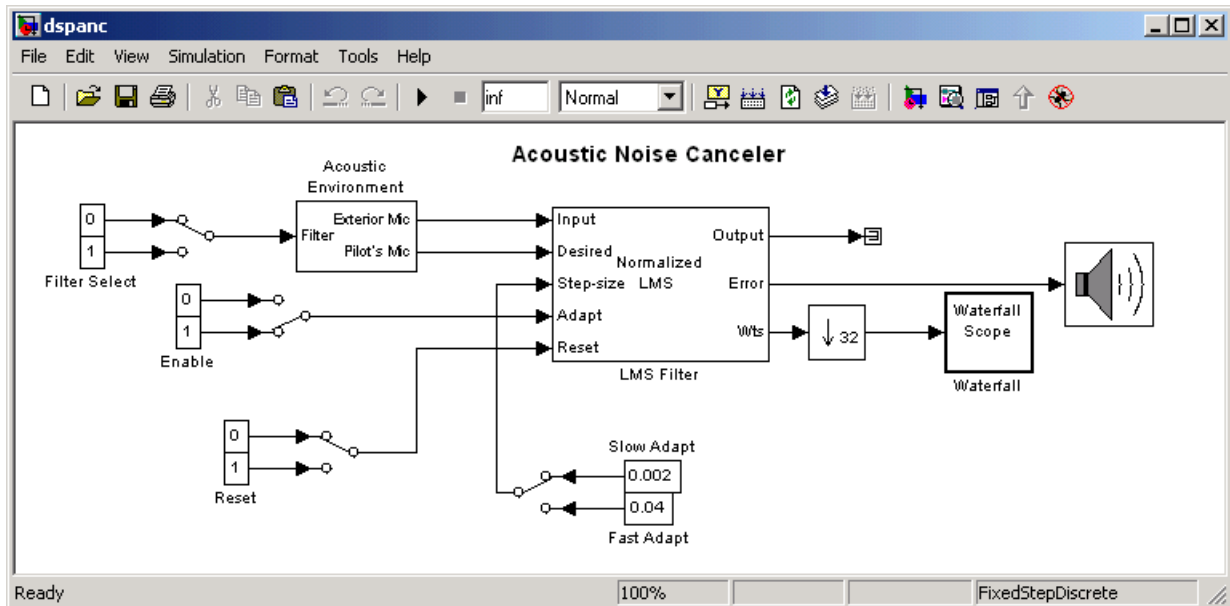 dspanc
File Edit View Simulation Format Tools Help
inf Normal
Acoustic Noise Canceler
Acoustic
Environment
0
1
Filter Select
Filter
Exterior Mic
Pilot's Mic
0
1
Enable
0
1
Reset
Input
Desired
Step-size
Adapt
Reset
Normalized
LMS
Output
Error
Wts
LMS Filter
32
Waterfall
Scope
Waterfall
Slow Adapt
0.002
0.04
Fast Adapt
Ready 100% FixedStepDiscrete